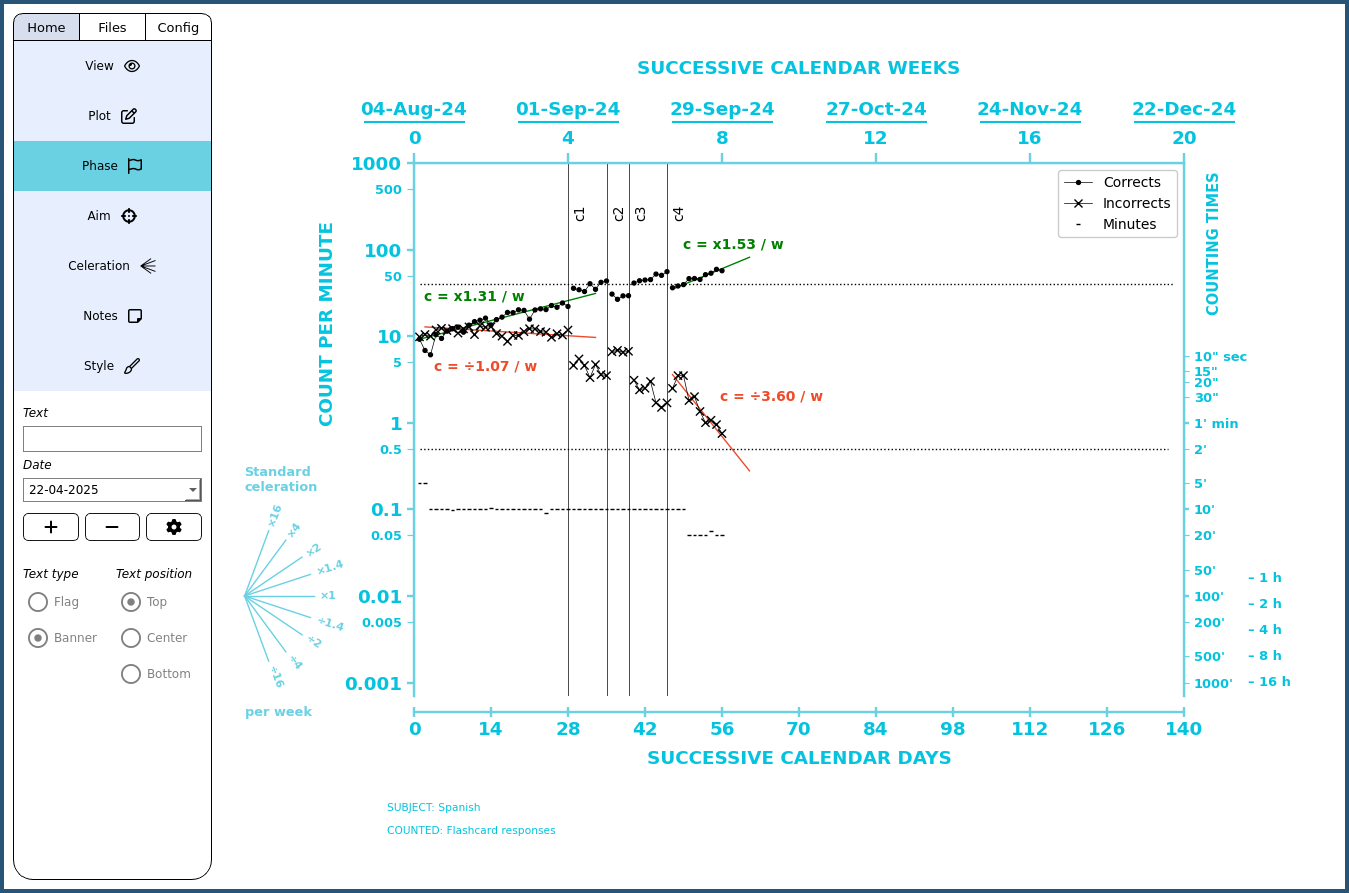 Home Files Config
View
Plot
Phase
Aim
Celeration
Notes
Style
Text
Date
22-04-2025
Text type Text position
Flag Top
Banner Center
Bottom
SUCCESSIVE CALENDAR WEEKS
04-Aug-24 01-Sep-24 29-Sep-24 27-Oct-24 24-Nov-24 22-Dec-24
0 4 8 12 16 20
COUNT PER MINUTE
1000
500
100
50
10
5
1
0.5
0.1
0.05
0.01
0.005
0.001
c1 c2 c3 c4
c = x1.53 / w
c = x1.31 / w
c = ÷1.07 / w
c = ÷3.60 / w
Corrects
Incorrects
Minutes
COUNTING TIMES
10" sec
15"
20"
30"
1' min
2'
5'
10'
20'
50'
100'
200'
500'
1000'
– 1 h
– 2 h
– 4 h
– 8 h
– 16 h
Standard
celeration
×16
×4
×2
×1.4
×1
÷1.4
÷2
÷4
÷16
per week
0 14 28 42 56 70 84 98 112 126 140
SUCCESSIVE CALENDAR DAYS
SUBJECT: Spanish
COUNTED: Flashcard responses